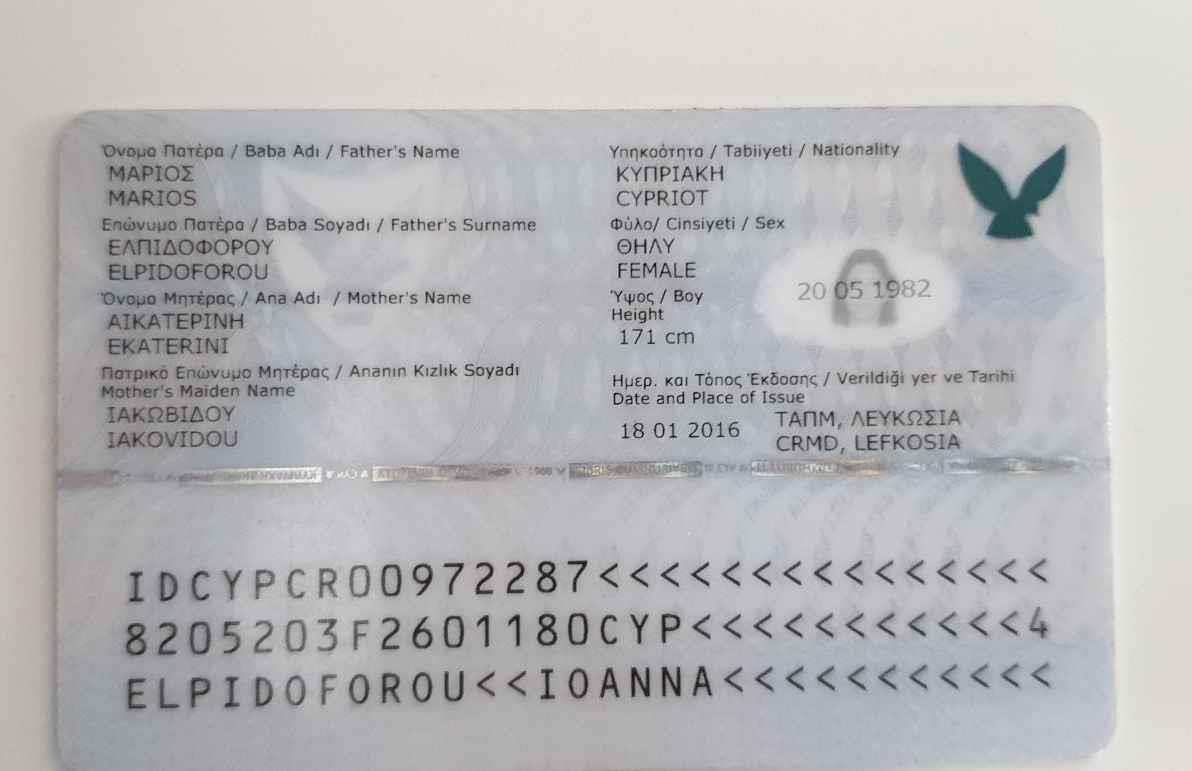 Όνομα Πατέρα / Baba Adı / Father's Name
ΜΑΡΙΟΣ
MARIOS
Επώνυμο Πατέρα / Baba Soyadı / Father's Surname
ΕΛΠΙΔΟΦΟΡΟΥ
ELPIDOFOROU
Όνομα Μητέρας / Ana Adı / Mother's Name
ΑΙΚΑΤΕΡΙΝΗ
EKATERINI
Πατρικό Επώνυμο Μητέρας / Ananın Kızlık Soyadı
Mother's Maiden Name
ΙΑΚΩΒΙΔΟΥ
IAKOVIDOU
Υπηκοότητα / Tabiiyeti / Nationality
ΚΥΠΡΙΑΚΗ
CYPRIOT
Φύλο/ Cinsiyeti / Sex
ΘΗΛΥ
FEMALE
Ύψος / Boy
Height
171 cm
20 05 1982
Ημερ. και Τόπος Έκδοσης / Verildiği yer ve Tarihi
Date and Place of Issue
18 01 2016
ΤΑΠΜ, ΛΕΥΚΩΣΙΑ
CRMD, LEFKOSIA
IDCYPCR00972287<<<<<<<<<<<<<<<
8205203F2601180CYP<<<<<<<<<<<4
ELPIDOFOROU<<IOANNA<<<<<<<<<<<